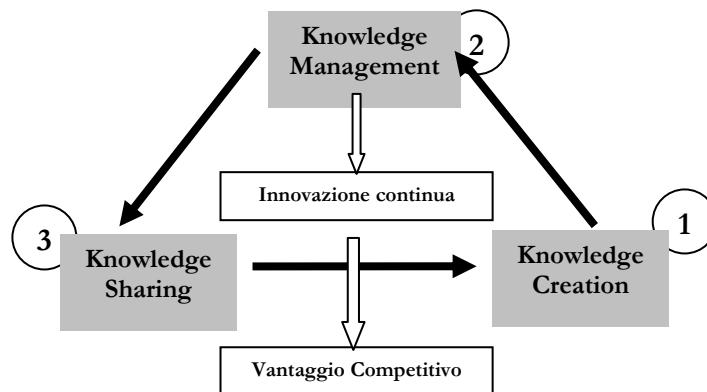 Knowledge
Management
2
Innovazione continua
1
3
Knowledge
Sharing
Knowledge
Creation
Vantaggio Competitivo